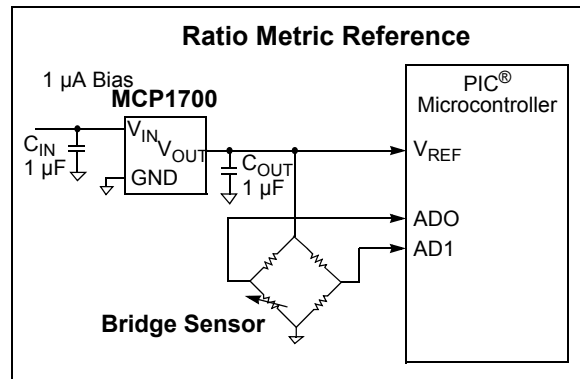 Ratio Metric Reference
1 µA Bias
MCP1700
PIC®
Microcontroller
VIN
VOUT
CIN
1 µF
GND
COUT
1 µF
VREF
ADO
AD1
Bridge Sensor